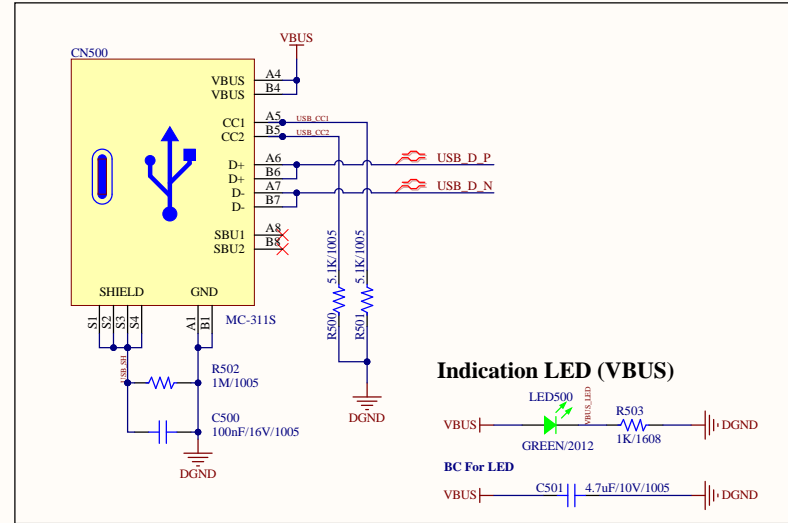 VBUS
CN500
VBUS A4
VBUS B4
CC1 A5 USB_CC1
CC2 B5 USB_CC2
D+ A6 USB_D_P
D+ B6
D- A7 USB_D_N
D- B7
SBU1 A8
SBU2 B8
5.1K/1005 5.1K/1005
R500 R501
SHIELD GND
S1 S2 S3 S4 A1 B1 MC-311S
USB_SH
R502
1M/1005
C500
100nF/16V/1005
DGND
DGND
Indication LED (VBUS)
LED500
VBUS_LED
R503
VBUS DGND
GREEN/2012 1K/1608
BC For LED
C501 4.7uF/10V/1005
VBUS DGND